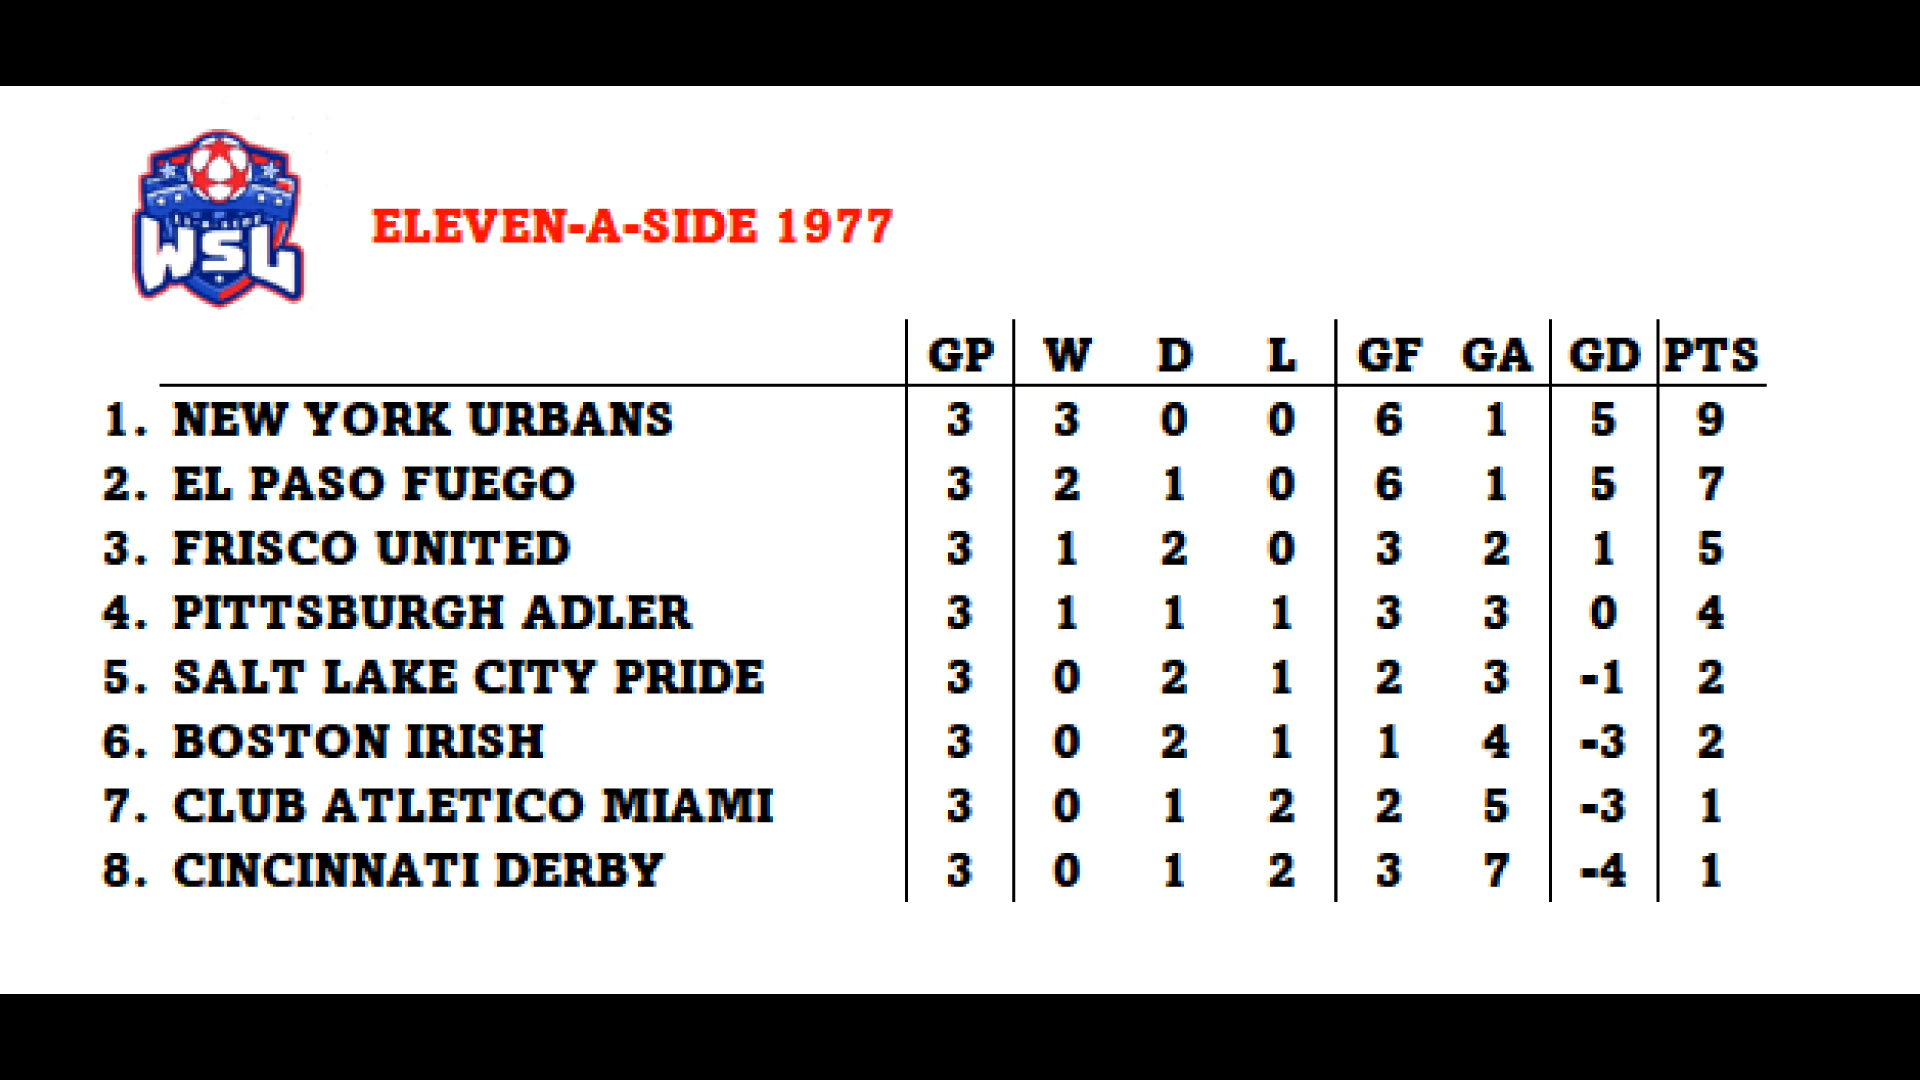 WSL
ELEVEN-A-SIDE 1977
GP W D L GF GA GD PTS
1. NEW YORK URBANS 3 3 0 0 6 1 5 9
2. EL PASO FUEGO 3 2 1 0 6 1 5 7
3. FRISCO UNITED 3 1 2 0 3 2 1 5
4. PITTSBURGH ADLER 3 1 1 1 3 3 0 4
5. SALT LAKE CITY PRIDE 3 0 2 1 2 3 -1 2
6. BOSTON IRISH 3 0 2 1 1 4 -3 2
7. CLUB ATLETICO MIAMI 3 0 1 2 2 5 -3 1
8. CINCINNATI DERBY 3 0 1 2 3 7 -4 1